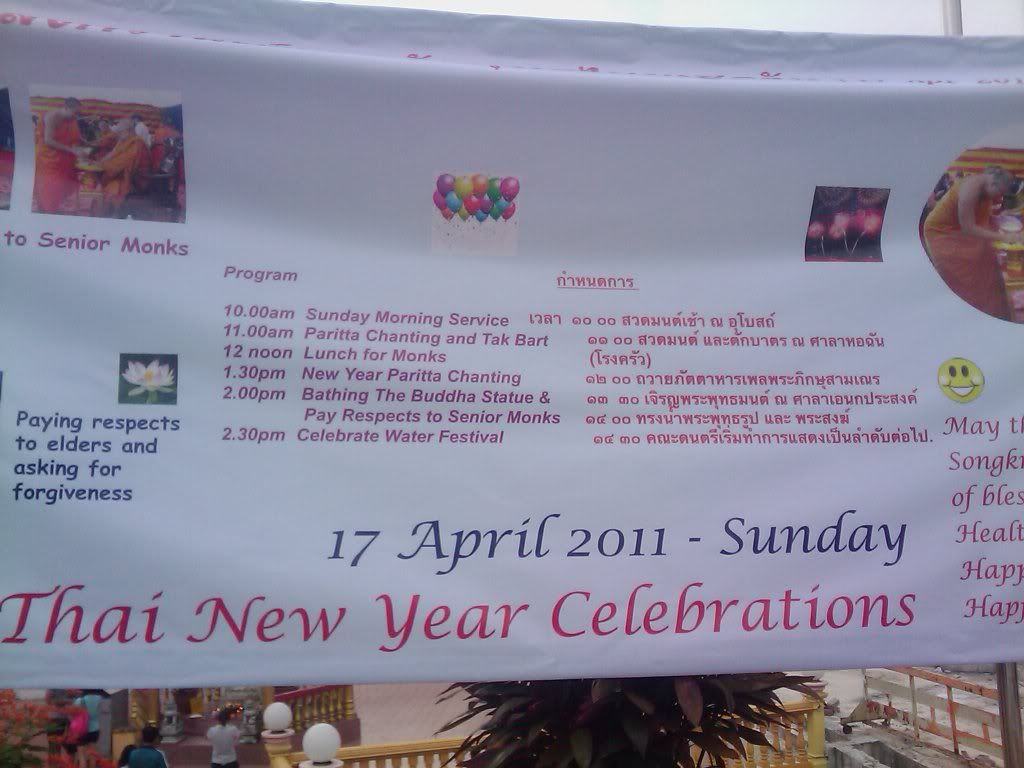 to Senior Monks
Program
10.00am Sunday Morning Service
11.00am Paritta Chanting and Tak Bart
12 noon Lunch for Monks
1.30pm New Year Paritta Chanting
2.00pm Bathing The Buddha Statue &
Pay Respects to Senior Monks
2.30pm Celebrate Water Festival
กำหนดการ
เวลา ๑๐ ๐๐ สวดมนต์เช้า ณ อุโบสถ์
๑๑ ๐๐ สวดมนต์ และตักบาตร ณ ศาลาหอฉัน
(โรงครัว)
๑๒ ๐๐ ถวายภัตตาหารเพลพระภิกษุสามเณร
๑๓ ๓๐ เจริญพระพุทธมนต์ ณ ศาลาเอนกประสงค์
๑๔ ๐๐ ทรงน้ำพระพุทธรูป และ พระสงฆ์
๑๔ ๓๐ คณะดนตรีเริ่มทำการแสดงเป็นลำดับต่อไป.
Paying respects
to elders and
asking for
forgiveness
May
of
17 April 2011 - Sunday
Thai New Year Celebrations